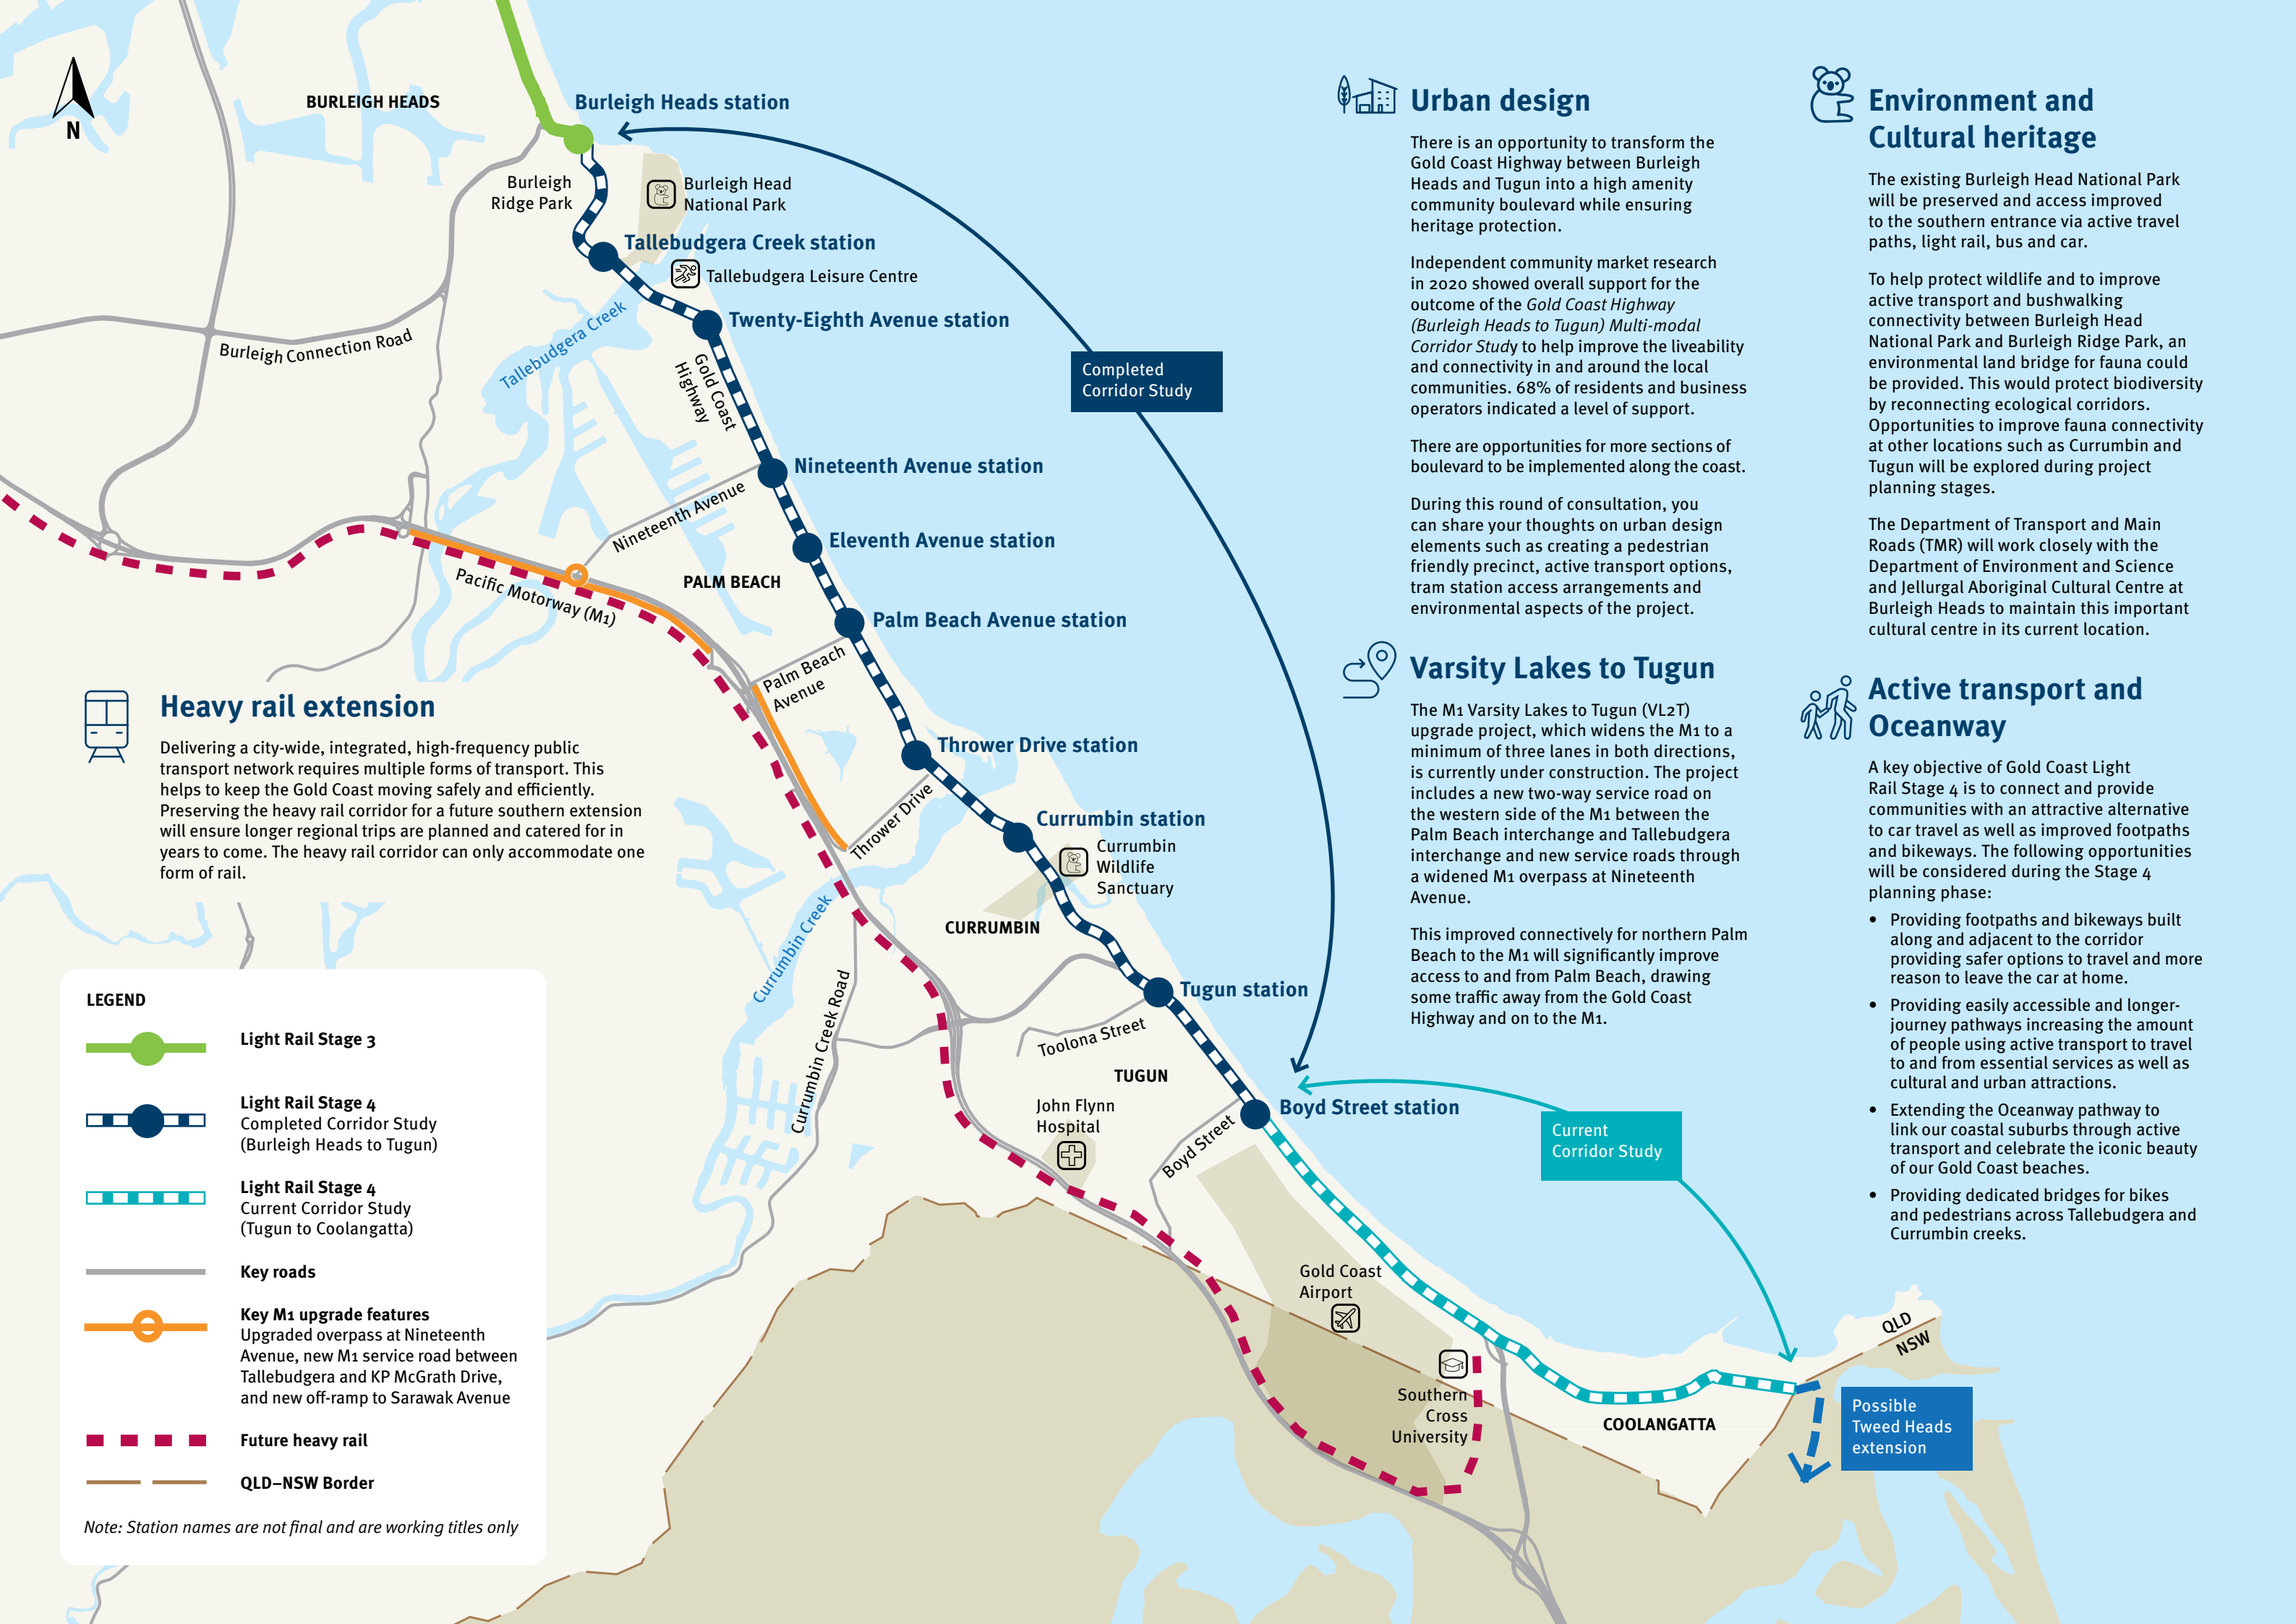 N
BURLEIGH HEADS
Burleigh Heads station
Burleigh
Ridge Park
Burleigh Head
National Park
Tallebudgera Creek station
Tallebudgera Leisure Centre
Twenty-Eighth Avenue station
Burleigh Connection Road
Tallebudgera Creek
Gold Coast
Highway
Completed
Corridor Study
Nineteenth Avenue station
Nineteenth Avenue
Eleventh Avenue station
PALM BEACH
Pacific Motorway (M1)
Palm Beach Avenue station
Palm Beach
Avenue
Thrower Drive station
Thrower Drive
Currumbin station
Currumbin
Wildlife
Sanctuary
CURRUMBIN
Currumbin Creek
Currumbin Creek Road
Tugun station
Toolona Street
TUGUN
John Flynn
Hospital
Boyd Street station
Boyd Street
Current
Corridor Study
Gold Coast
Airport
Southern
Cross
University
COOLANGATTA
QLD
NSW
Possible
Tweed Heads
extension
Heavy rail extension
Delivering a city-wide, integrated, high-frequency public
transport network requires multiple forms of transport. This
helps to keep the Gold Coast moving safely and efficiently.
Preserving the heavy rail corridor for a future southern extension
will ensure longer regional trips are planned and catered for in
years to come. The heavy rail corridor can only accommodate one
form of rail.
LEGEND
Light Rail Stage 3
Light Rail Stage 4
Completed Corridor Study
(Burleigh Heads to Tugun)
Light Rail Stage 4
Current Corridor Study
(Tugun to Coolangatta)
Key roads
Key M1 upgrade features
Upgraded overpass at Nineteenth
Avenue, new M1 service road between
Tallebudgera and KP McGrath Drive,
and new off-ramp to Sarawak Avenue
Future heavy rail
QLD–NSW Border
Note: Station names are not final and are working titles only
Urban design
There is an opportunity to transform the
Gold Coast Highway between Burleigh
Heads and Tugun into a high amenity
community boulevard while ensuring
heritage protection.
Independent community market research
in 2020 showed overall support for the
outcome of the Gold Coast Highway
(Burleigh Heads to Tugun) Multi-modal
Corridor Study to help improve the liveability
and connectivity in and around the local
communities. 68% of residents and business
operators indicated a level of support.
There are opportunities for more sections of
boulevard to be implemented along the coast.
During this round of consultation, you
can share your thoughts on urban design
elements such as creating a pedestrian
friendly precinct, active transport options,
tram station access arrangements and
environmental aspects of the project.
Varsity Lakes to Tugun
The M1 Varsity Lakes to Tugun (VL2T)
upgrade project, which widens the M1 to a
minimum of three lanes in both directions,
is currently under construction. The project
includes a new two-way service road on
the western side of the M1 between the
Palm Beach interchange and Tallebudgera
interchange and new service roads through
a widened M1 overpass at Nineteenth
Avenue.
This improved connectively for northern Palm
Beach to the M1 will significantly improve
access to and from Palm Beach, drawing
some traffic away from the Gold Coast
Highway and on to the M1.
Environment and
Cultural heritage
The existing Burleigh Head National Park
will be preserved and access improved
to the southern entrance via active travel
paths, light rail, bus and car.
To help protect wildlife and to improve
active transport and bushwalking
connectivity between Burleigh Head
National Park and Burleigh Ridge Park, an
environmental land bridge for fauna could
be provided. This would protect biodiversity
by reconnecting ecological corridors.
Opportunities to improve fauna connectivity
at other locations such as Currumbin and
Tugun will be explored during project
planning stages.
The Department of Transport and Main
Roads (TMR) will work closely with the
Department of Environment and Science
and Jellurgal Aboriginal Cultural Centre at
Burleigh Heads to maintain this important
cultural centre in its current location.
Active transport and
Oceanway
A key objective of Gold Coast Light
Rail Stage 4 is to connect and provide
communities with an attractive alternative
to car travel as well as improved footpaths
and bikeways. The following opportunities
will be considered during the Stage 4
planning phase:
• Providing footpaths and bikeways built
along and adjacent to the corridor
providing safer options to travel and more
reason to leave the car at home.
• Providing easily accessible and longer-
journey pathways increasing the amount
of people using active transport to travel
to and from essential services as well as
cultural and urban attractions.
• Extending the Oceanway pathway to
link our coastal suburbs through active
transport and celebrate the iconic beauty
of our Gold Coast beaches.
• Providing dedicated bridges for bikes
and pedestrians across Tallebudgera and
Currumbin creeks.